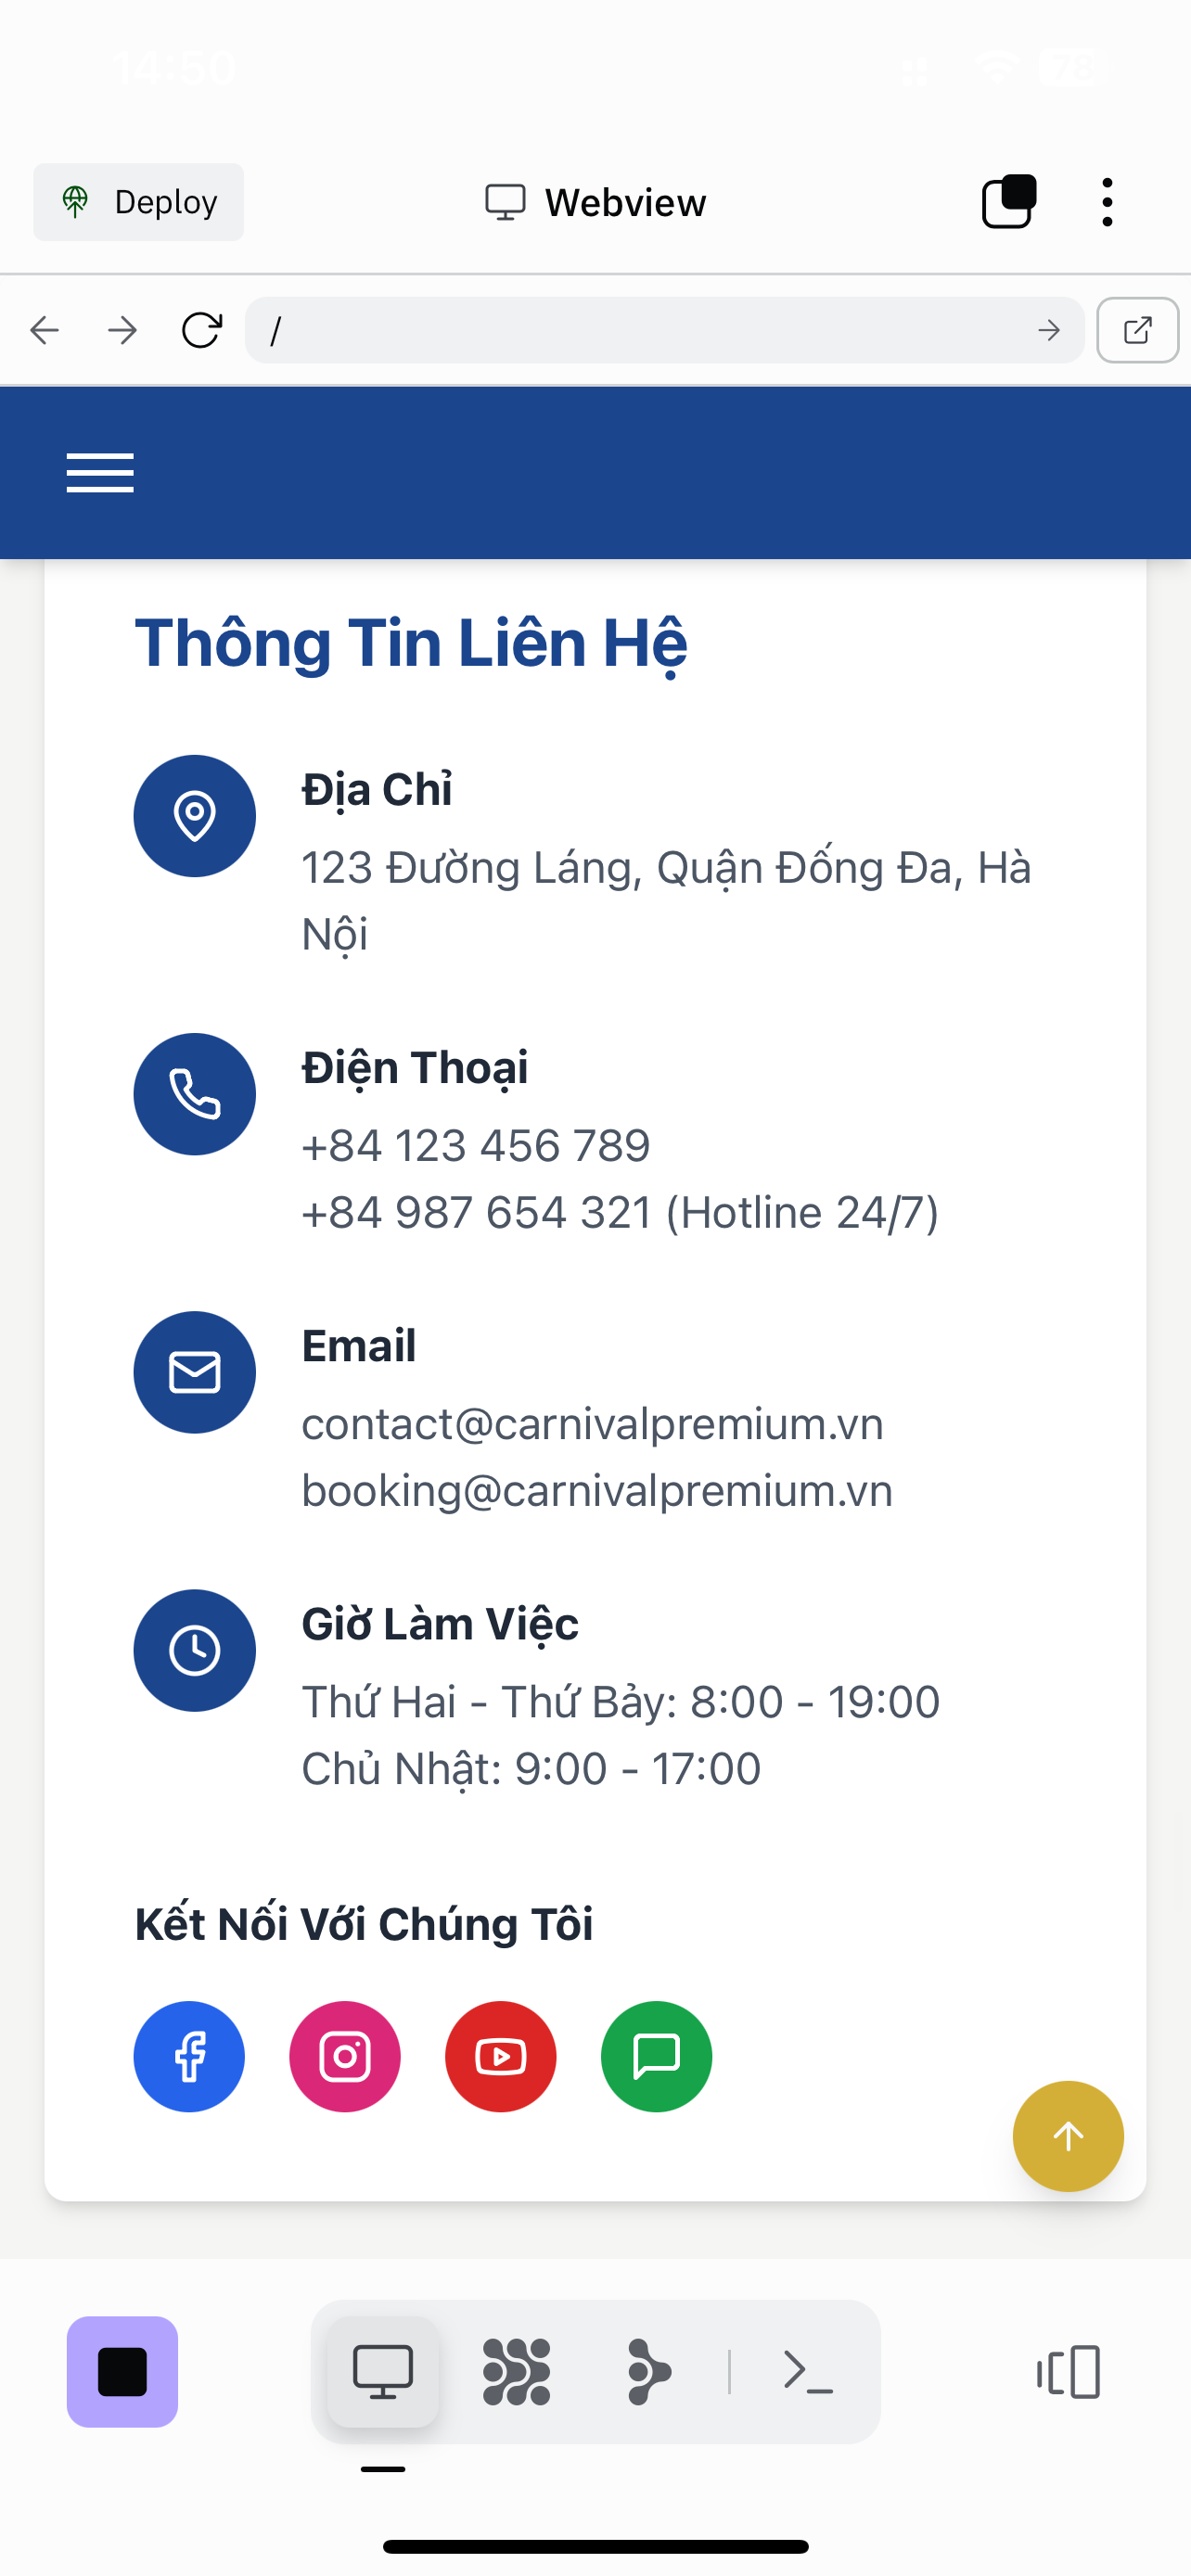 14:50
78
Deploy
Webview
/
Thông Tin Liên Hệ
Địa Chỉ
123 Đường Láng, Quận Đống Đa, Hà
Nội
Điện Thoại
+84 123 456 789
+84 987 654 321 (Hotline 24/7)
Email
contact@carnivalpremium.vn
booking@carnivalpremium.vn
Giờ Làm Việc
Thứ Hai - Thứ Bảy: 8:00 - 19:00
Chủ Nhật: 9:00 - 17:00
Kết Nối Với Chúng Tôi